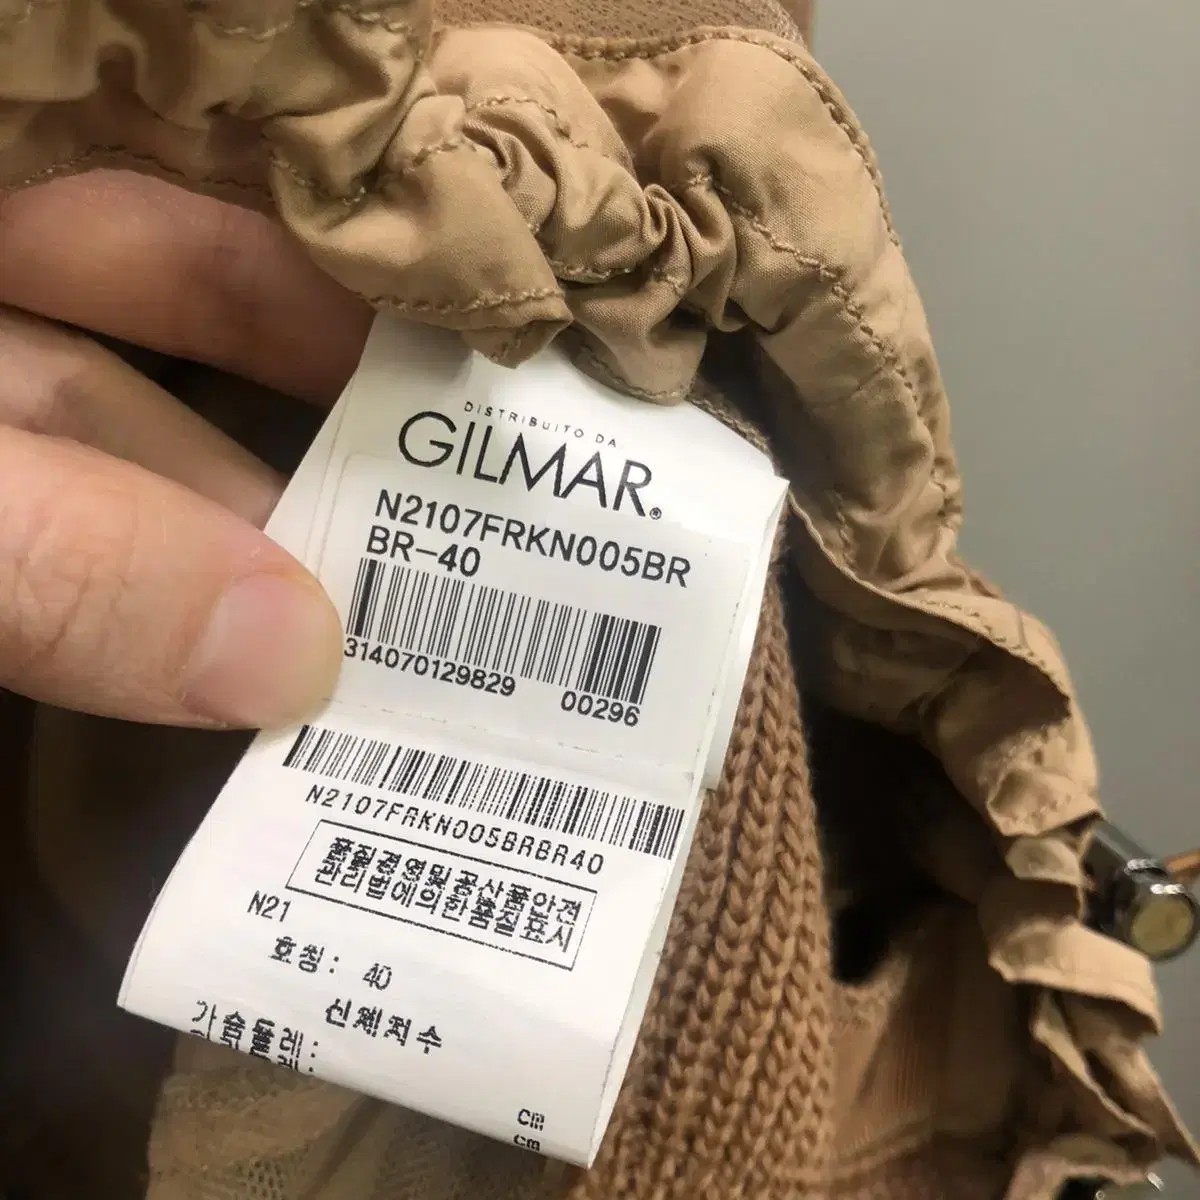 DISTRIBUITO DA
GILMAR®
N2107FRKN005BR
BR-40
314070129829 00296
N2107FRKN005BRBR40
품질경영및공산품안전
관리법에의한품질표시
N21
호칭: 40
신체치수
가슴둘레:
cm
cm